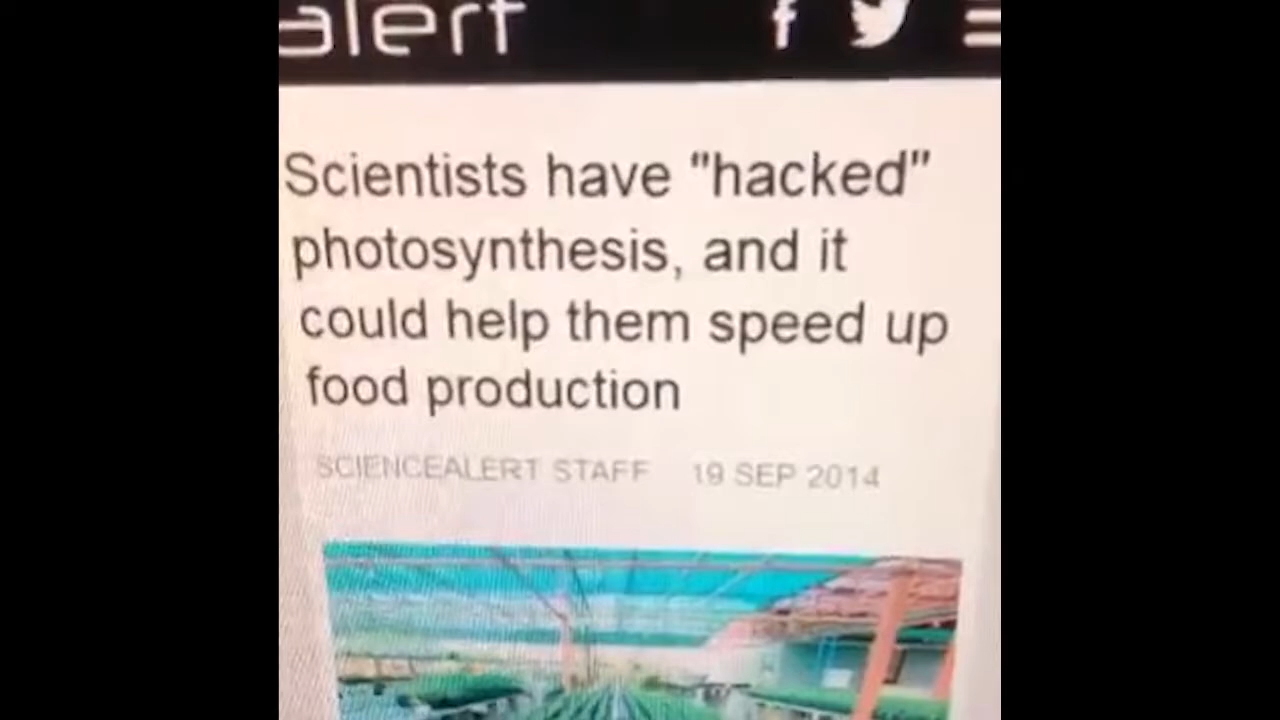 alert
Scientists have "hacked"
photosynthesis, and it
could help them speed up
food production
SCIENCEALERT STAFF 19 SEP 2014